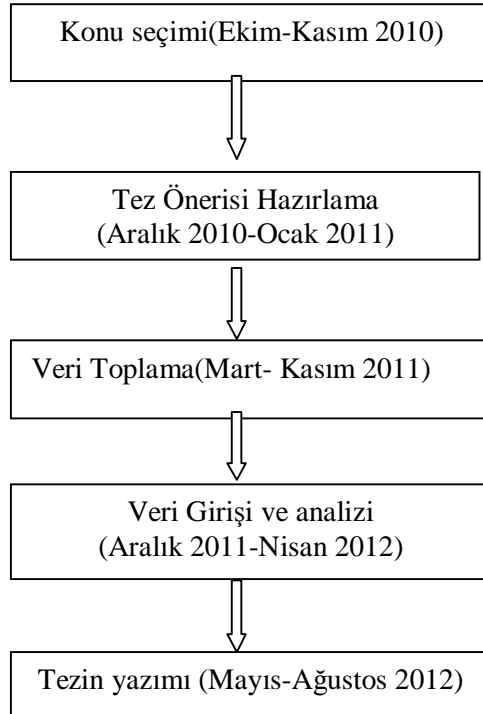 Konu seçimi(Ekim-Kasım 2010)
Tez Önerisi Hazırlama
(Aralık 2010-Ocak 2011)
Veri Toplama(Mart- Kasım 2011)
Veri Girişi ve analizi
(Aralık 2011-Nisan 2012)
Tezin yazımı (Mayıs-Ağustos 2012)